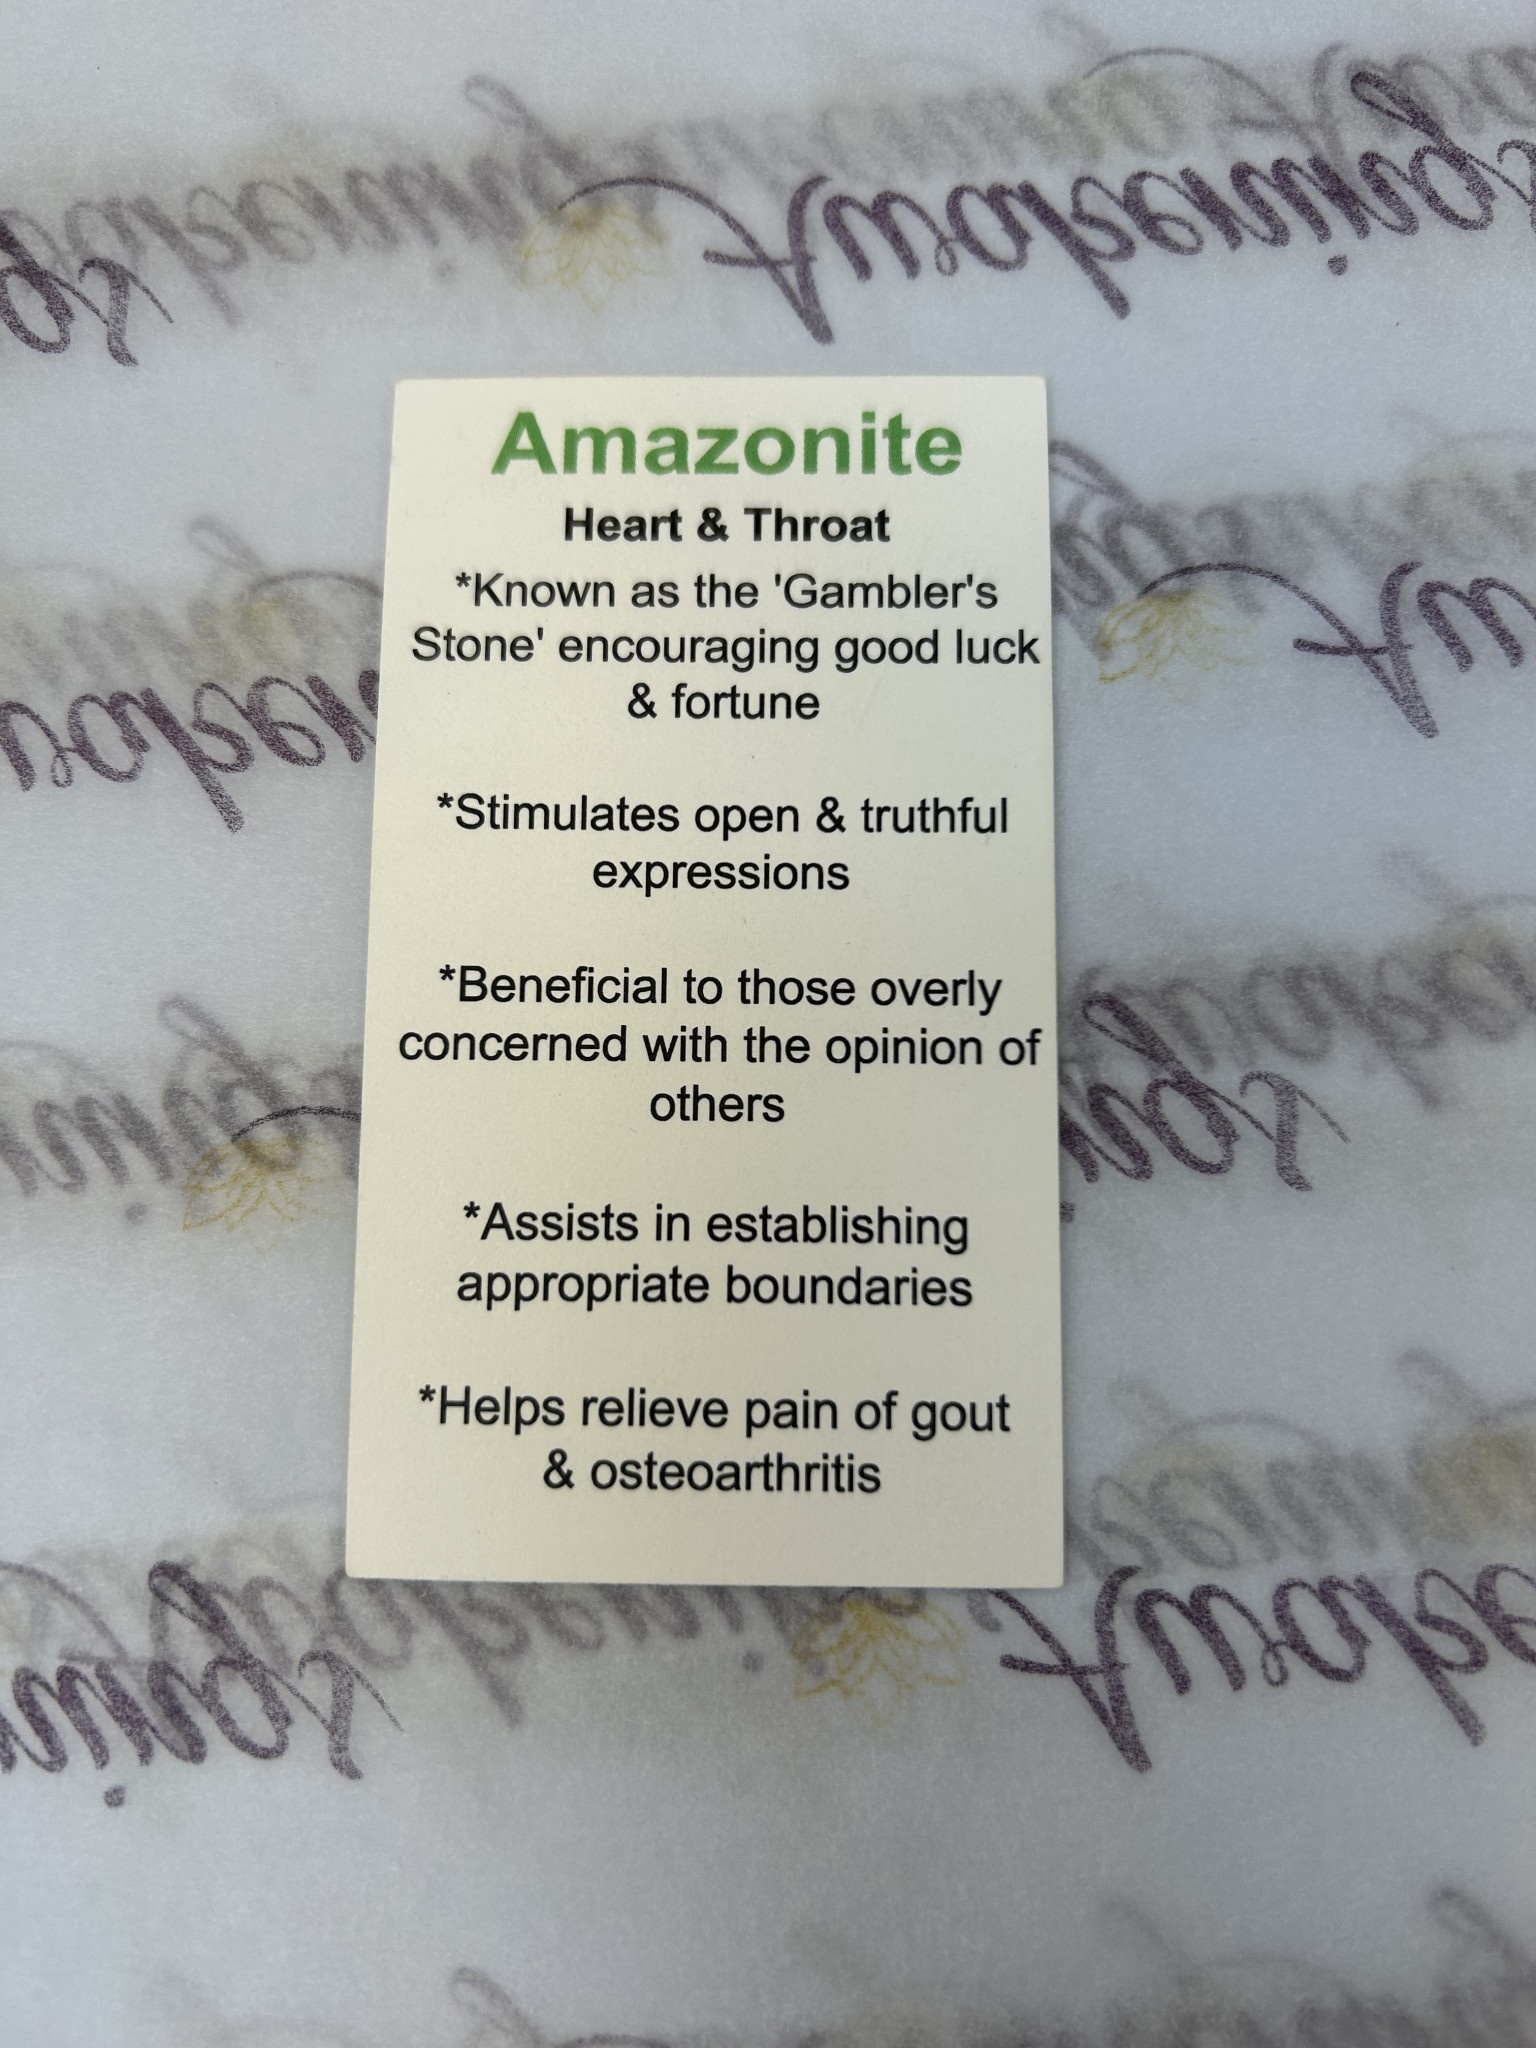 Awakenings
Amazonite
Heart & Throat
*Known as the 'Gambler's
Stone' encouraging good luck
& fortune
*Stimulates open & truthful
expressions
*Beneficial to those overly
concerned with the opinion of
others
*Assists in establishing
appropriate boundaries
*Helps relieve pain of gout
& osteoarthritis